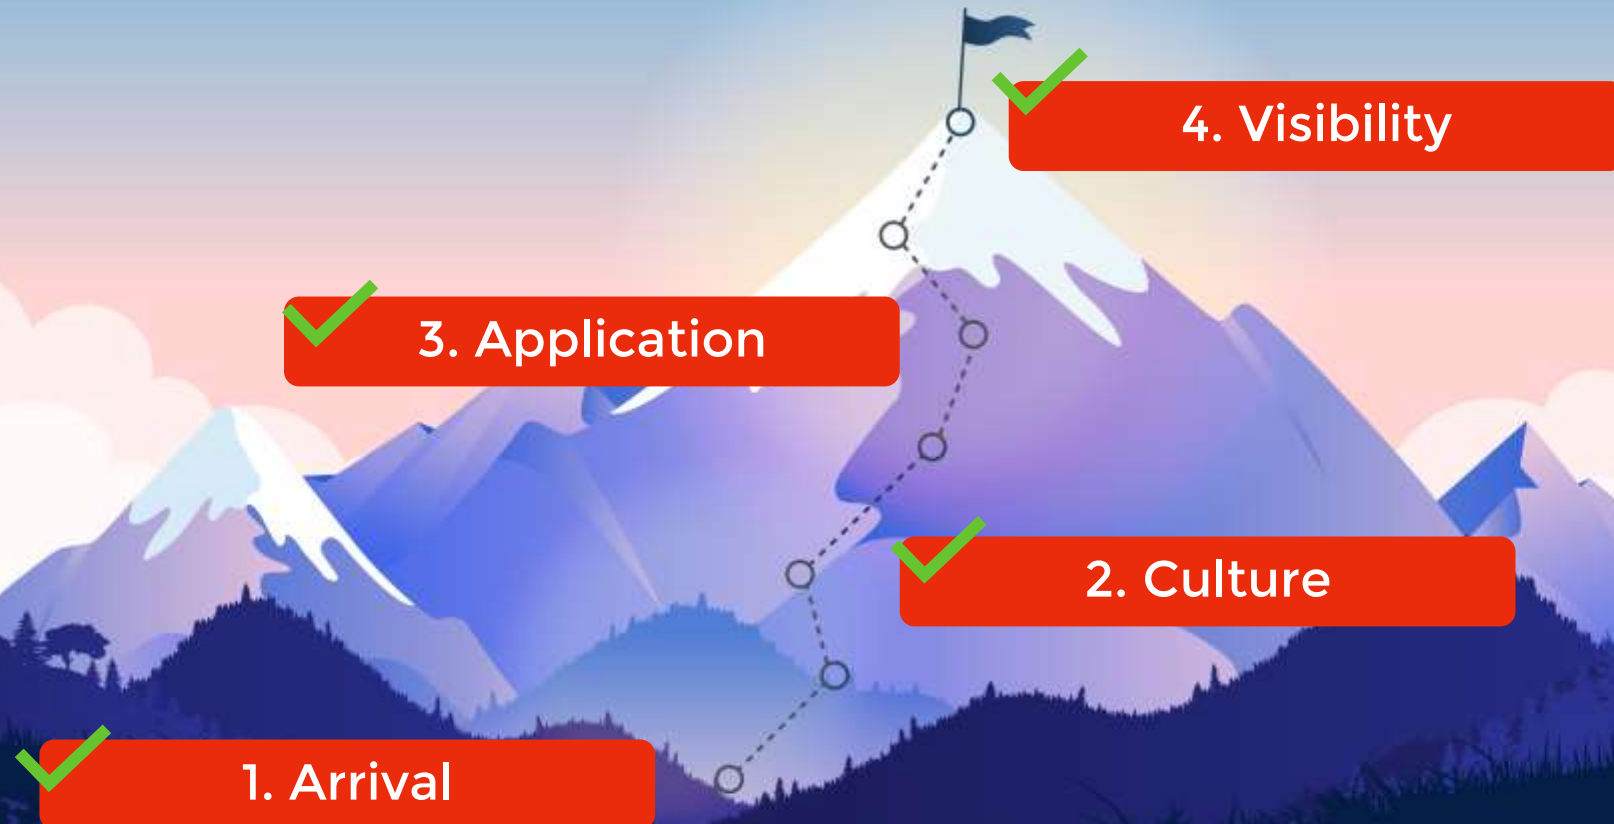 4. Visibility
3. Application
2. Culture
1. Arrival